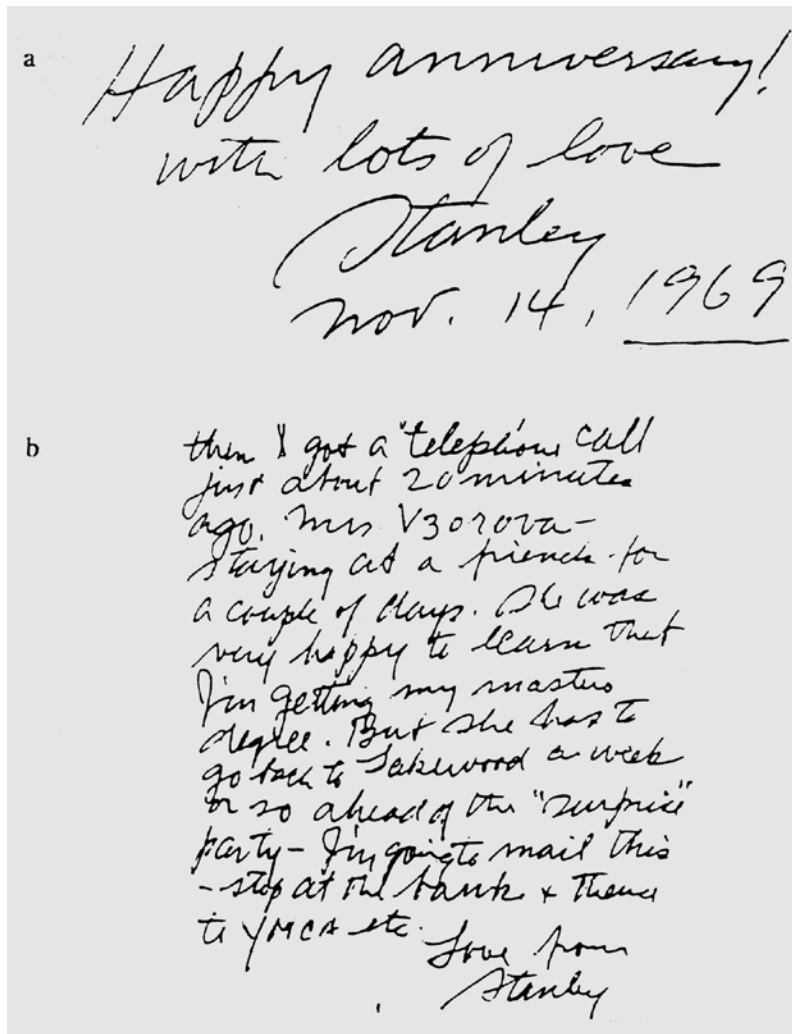 a
Happy anniversary!
with lots of love
Stanley
Nov. 14, 1969
b
then I got a "telephone call
just about 20 minutes
ago. Mrs Vzorova-
staying at a friends for
a couple of days. She was
very happy to learn that
I'm getting my masters
degree. But she has to
go back to Lakewood a week
or so ahead of the "surprise"
party - I'm going to mail this
- stop at the bank & thence
to YMCA etc.
Love from
Stanley